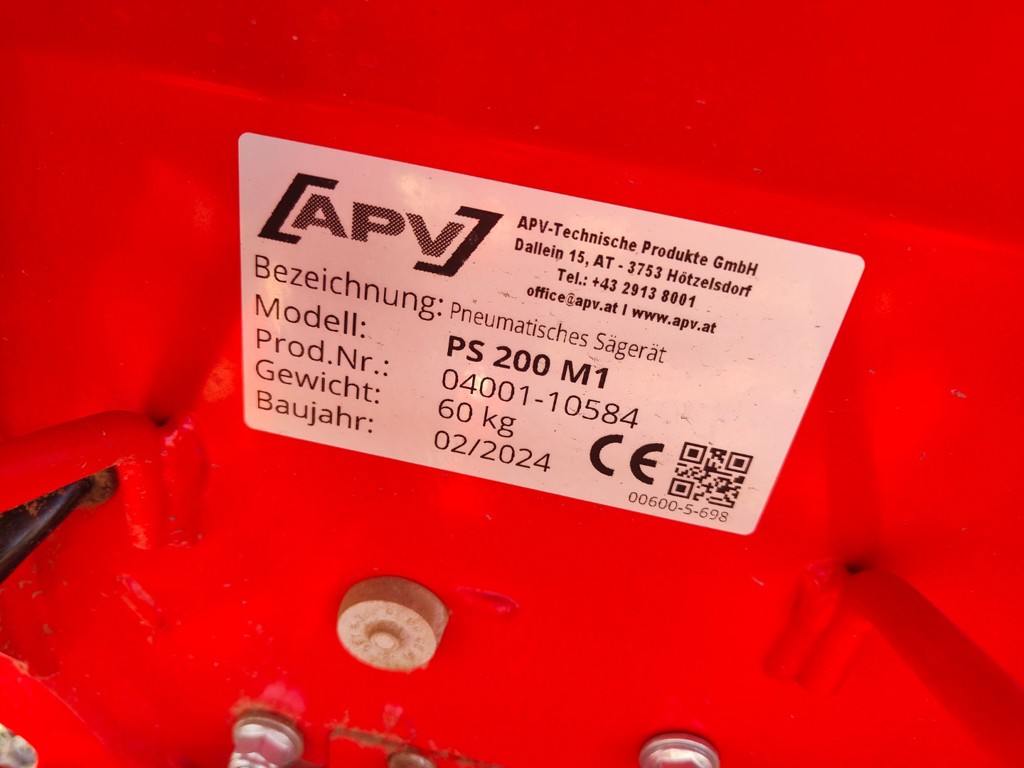 [APV]
APV-Technische Produkte GmbH
Dallein 15, AT - 3753 Hötzelsdorf
Tel.: +43 2913 8001
office@apv.at I www.apv.at
Bezeichnung: Pneumatisches Sägerät
Modell: PS 200 M1
Prod.Nr.: 04001-10584
Gewicht: 60 kg
Baujahr: 02/2024
CE
00600-5-698